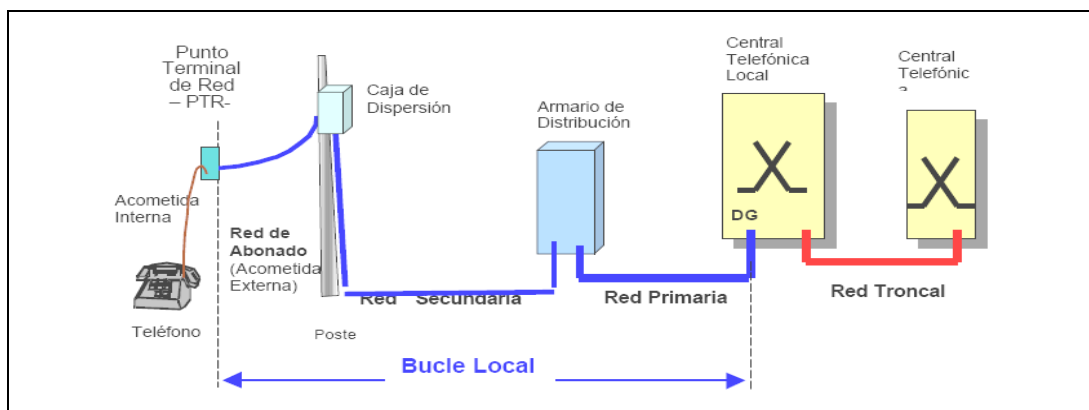 Punto
Terminal
de Red
– PTR-
Caja de
Dispersión
Armario de
Distribución
Central
Telefónica
Local
Central
Telefónic
Acometida
Interna
Red de
Abonado
(Acometida
Externa)
DG
Red Secundaria
Red Primaria
Red Troncal
Teléfono
Poste
Bucle Local